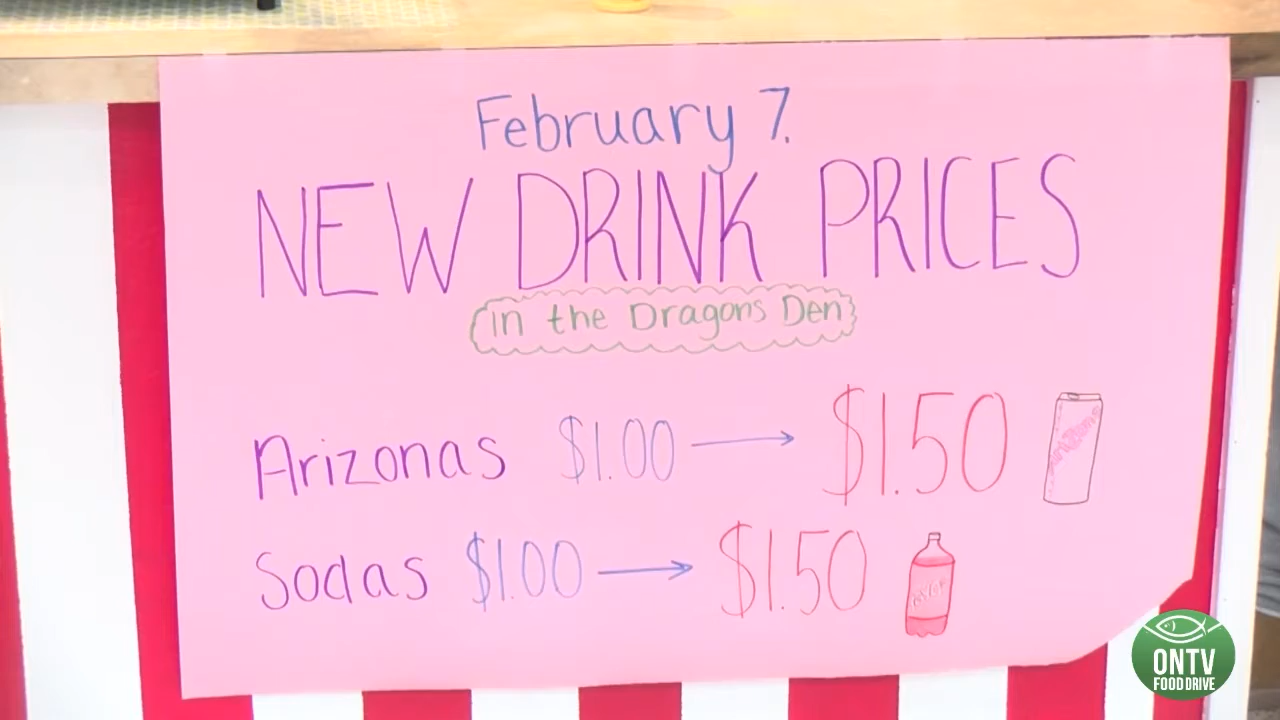 February 7.
NEW DRINK PRICES
in the Dragons Den
Arizonas $1.00 → $1.50
Sodas $1.00 → $1.50
ONTV
FOOD DRIVE